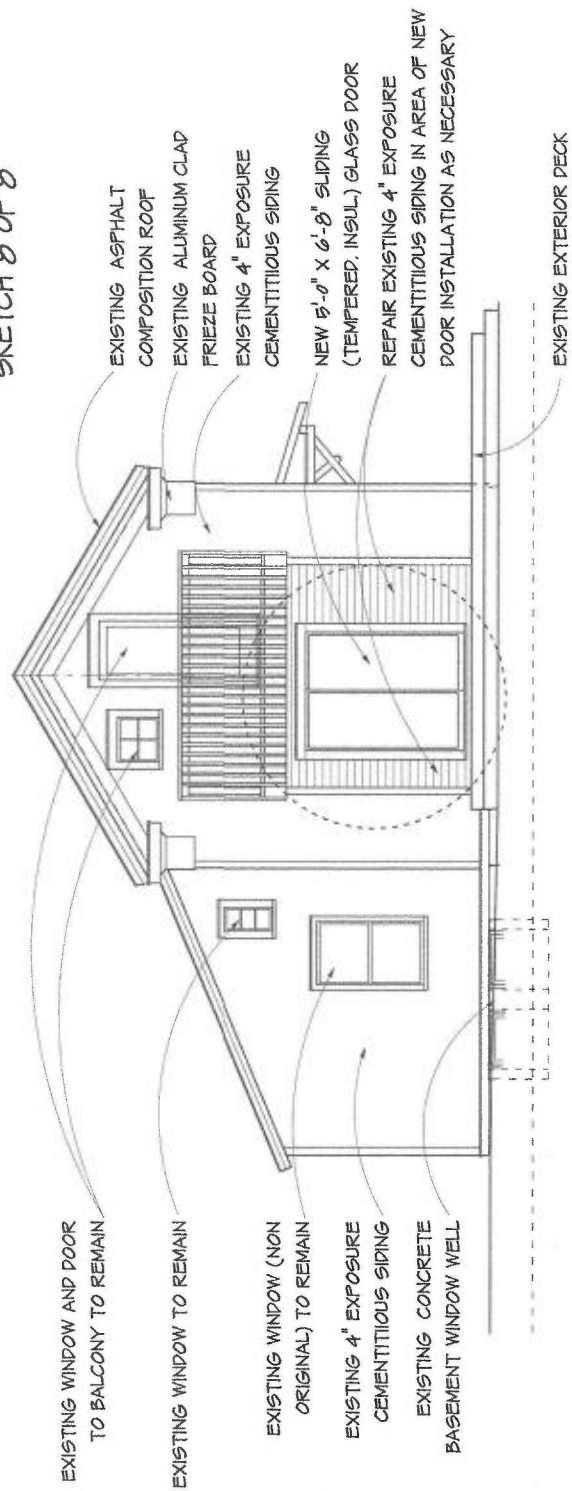 SKETCH 8 OF 8
EXISTING ASPHALT
COMPOSITION ROOF
EXISTING ALUMINUM CLAD
FRIEZE BOARD
EXISTING 4" EXPOSURE
CEMENTITIIOUS SIDING
NEW 5'-0" X 6'-8" SLIDING
(TEMPERED, INSUL) GLASS DOOR
REPAIR EXISTING 4" EXPOSURE
CEMENTITIIOUS SIDING IN AREA OF NEW
DOOR INSTALLATION AS NECESSARY
EXISTING EXTERIOR DECK
EXISTING WINDOW AND DOOR
TO BALCONY TO REMAIN
EXISTING WINDOW TO REMAIN
EXISTING WINDOW (NON
ORIGINAL) TO REMAIN
EXISTING 4" EXPOSURE
CEMENTITIIOUS SIDING
EXISTING CONCRETE
BASEMENT WINDOW WELL